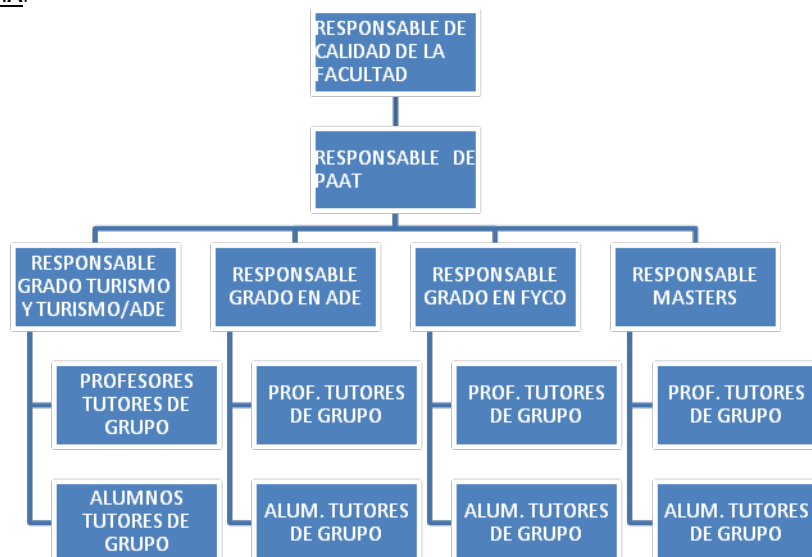 RESPONSABLE DE
CALIDAD DE LA
FACULTAD
RESPONSABLE DE
PAAT
RESPONSABLE
GRADO TURISMO
Y TURISMO/ADE
RESPONSABLE
GRADO EN ADE
RESPONSABLE
GRADO EN FYCO
RESPONSABLE
MASTERS
PROFESORES
TUTORES DE
GRUPO
PROF. TUTORES
DE GRUPO
PROF. TUTORES
DE GRUPO
PROF. TUTORES
DE GRUPO
ALUMNOS
TUTORES DE
GRUPO
ALUM. TUTORES
DE GRUPO
ALUM. TUTORES
DE GRUPO
ALUM. TUTORES
DE GRUPO